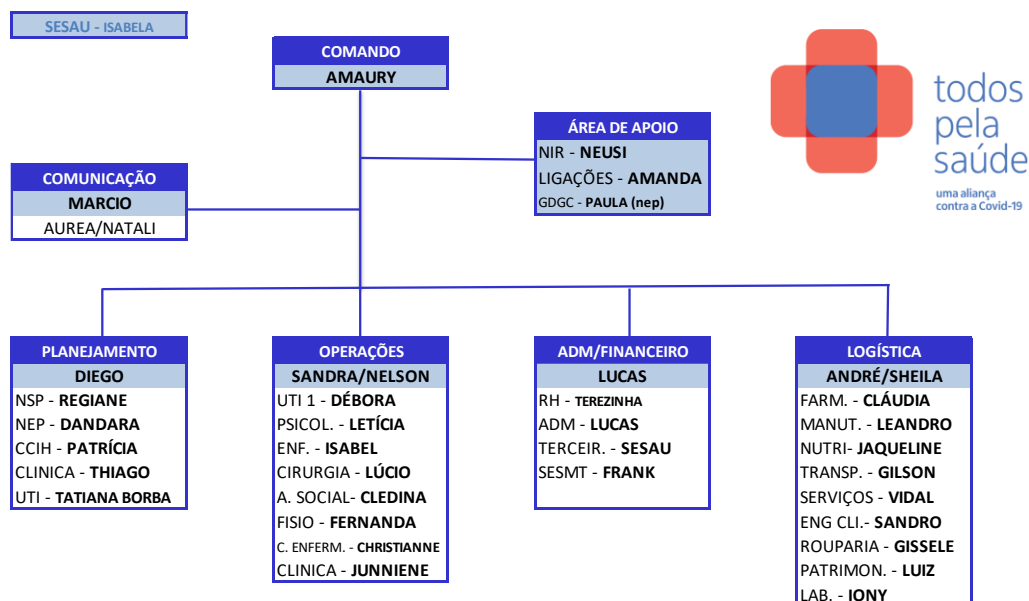 SESAU - ISABELA
COMANDO
AMAURY
todos
pela
saúde
uma aliança
contra a Covid-19
ÁREA DE APOIO
NIR - NEUSI
LIGAÇÕES - AMANDA
GDGC - PAULA (nep)
COMUNICAÇÃO
MARCIO
AUREA/NATALI
PLANEJAMENTO
DIEGO
NSP - REGIANE
NEP - DANDARA
CCIH - PATRÍCIA
CLINICA - THIAGO
UTI - TATIANA BORBA
OPERAÇÕES
SANDRA/NELSON
UTI 1 - DÉBORA
PSICOL. - LETÍCIA
ENF. - ISABEL
CIRURGIA - LÚCIO
A. SOCIAL- CLEDINA
FISIO - FERNANDA
C. ENFERM. - CHRISTIANNE
CLINICA - JUNNIENE
ADM/FINANCEIRO
LUCAS
RH - TEREZINHA
ADM - LUCAS
TERCEIR. - SESAU
SESMT - FRANK
LOGÍSTICA
ANDRÉ/SHEILA
FARM. - CLÁUDIA
MANUT. - LEANDRO
NUTRI- JAQUELINE
TRANSP. - GILSON
SERVIÇOS - VIDAL
ENG CLI.- SANDRO
ROUPARIA - GISSELE
PATRIMON. - LUIZ
LAB. - IONY